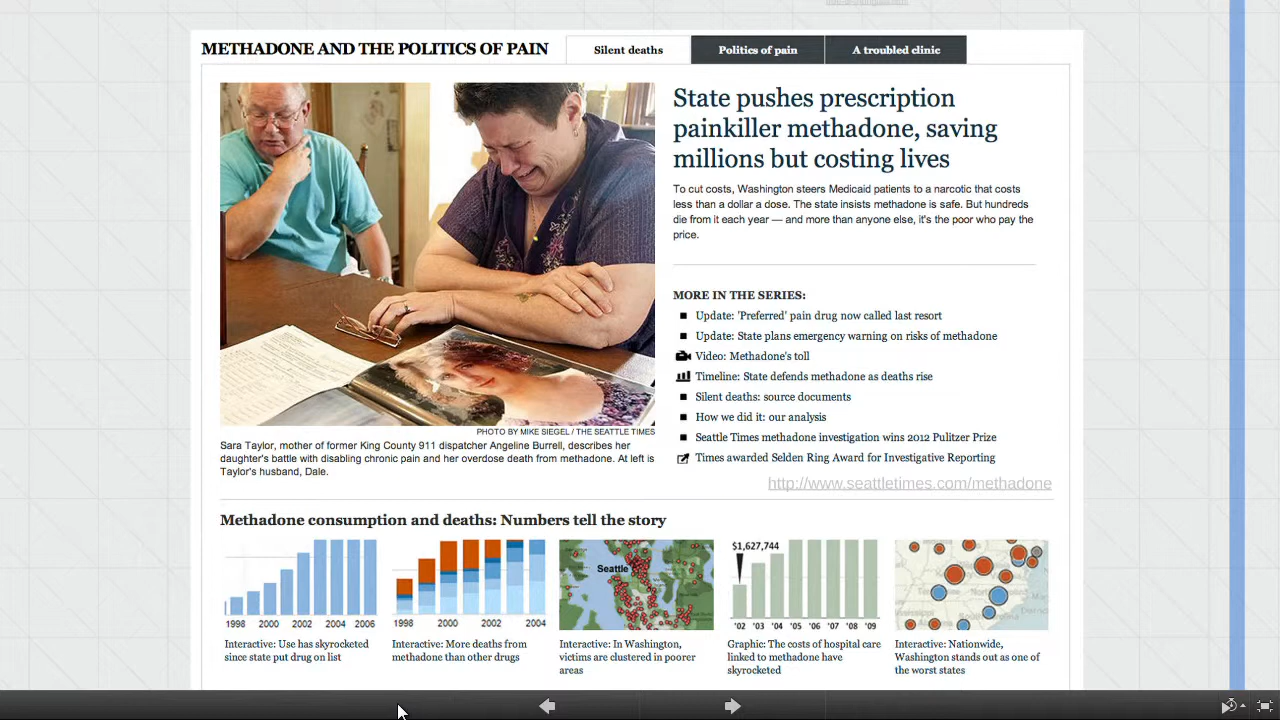 METHADONE AND THE POLITICS OF PAIN
Silent deaths
Politics of pain
A troubled clinic
State pushes prescription
painkiller methadone, saving
millions but costing lives
To cut costs, Washington steers Medicaid patients to a narcotic that costs
less than a dollar a dose. The state insists methadone is safe. But hundreds
die from it each year — and more than anyone else, it's the poor who pay the
price.
MORE IN THE SERIES:
Update: 'Preferred' pain drug now called last resort
Update: State plans emergency warning on risks of methadone
Video: Methadone's toll
Timeline: State defends methadone as deaths rise
Silent deaths: source documents
How we did it: our analysis
Seattle Times methadone investigation wins 2012 Pulitzer Prize
Times awarded Selden Ring Award for Investigative Reporting
http://www.seattletimes.com/methadone
PHOTO BY MIKE SIEGEL / THE SEATTLE TIMES
Sara Taylor, mother of former King County 911 dispatcher Angeline Burrell, describes her
daughter's battle with disabling chronic pain and her overdose death from methadone. At left is
Taylor's husband, Dale.
Methadone consumption and deaths: Numbers tell the story
1998 2000 2002 2004 2006
Interactive: Use has skyrocketed
since state put drug on list
1998 2000 2002 2004
Interactive: More deaths from
methadone than other drugs
Seattle
Interactive: In Washington,
victims are clustered in poorer
areas
$1,627,744
'02 '03 '04 '05 '06 '07 '08 '09
Graphic: The costs of hospital care
linked to methadone have
skyrocketed
Interactive: Nationwide,
Washington stands out as one of
the worst states